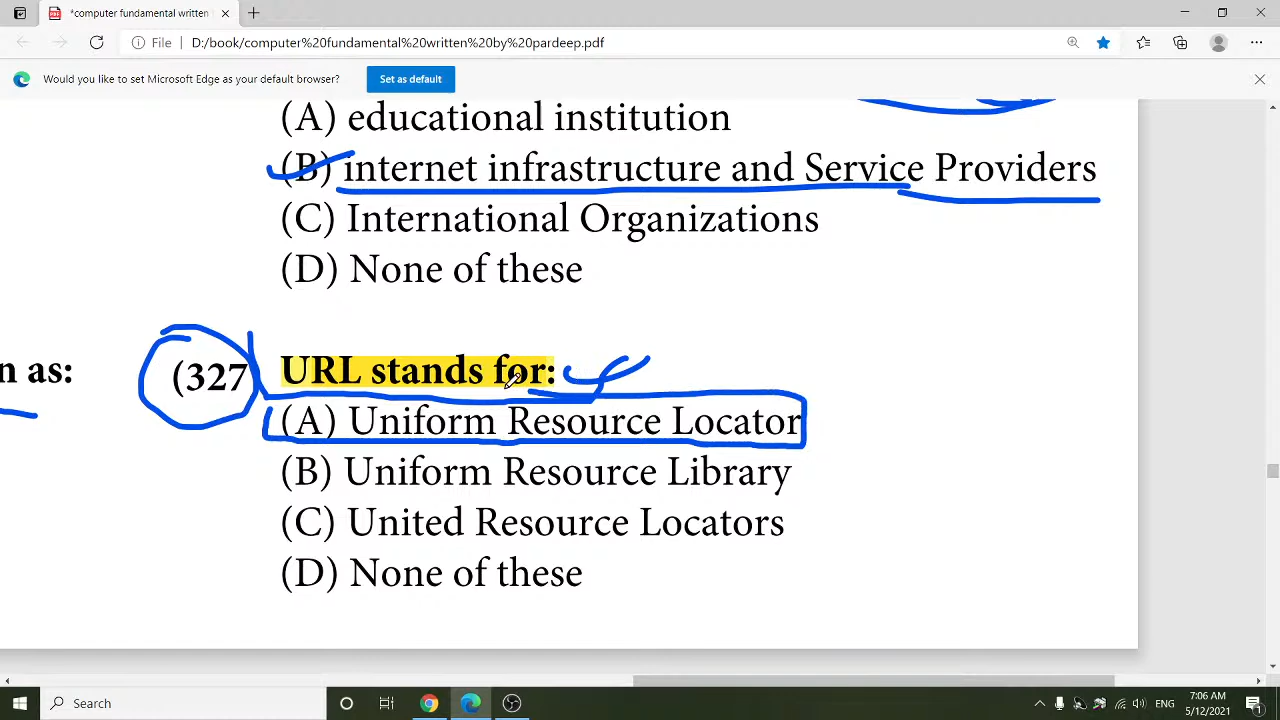 *computer fundamental written
File D:/book/computer%20fundamental%20written%20by%20pardeep.pdf
Would you like to set Microsoft Edge as your default browser? Set as default
(A) educational institution
(B) internet infrastructure and Service Providers
(C) International Organizations
(D) None of these
n as:
(327 URL stands for:
(A) Uniform Resource Locator
(B) Uniform Resource Library
(C) United Resource Locators
(D) None of these
Search
ENG
7:06 AM
5/12/2021